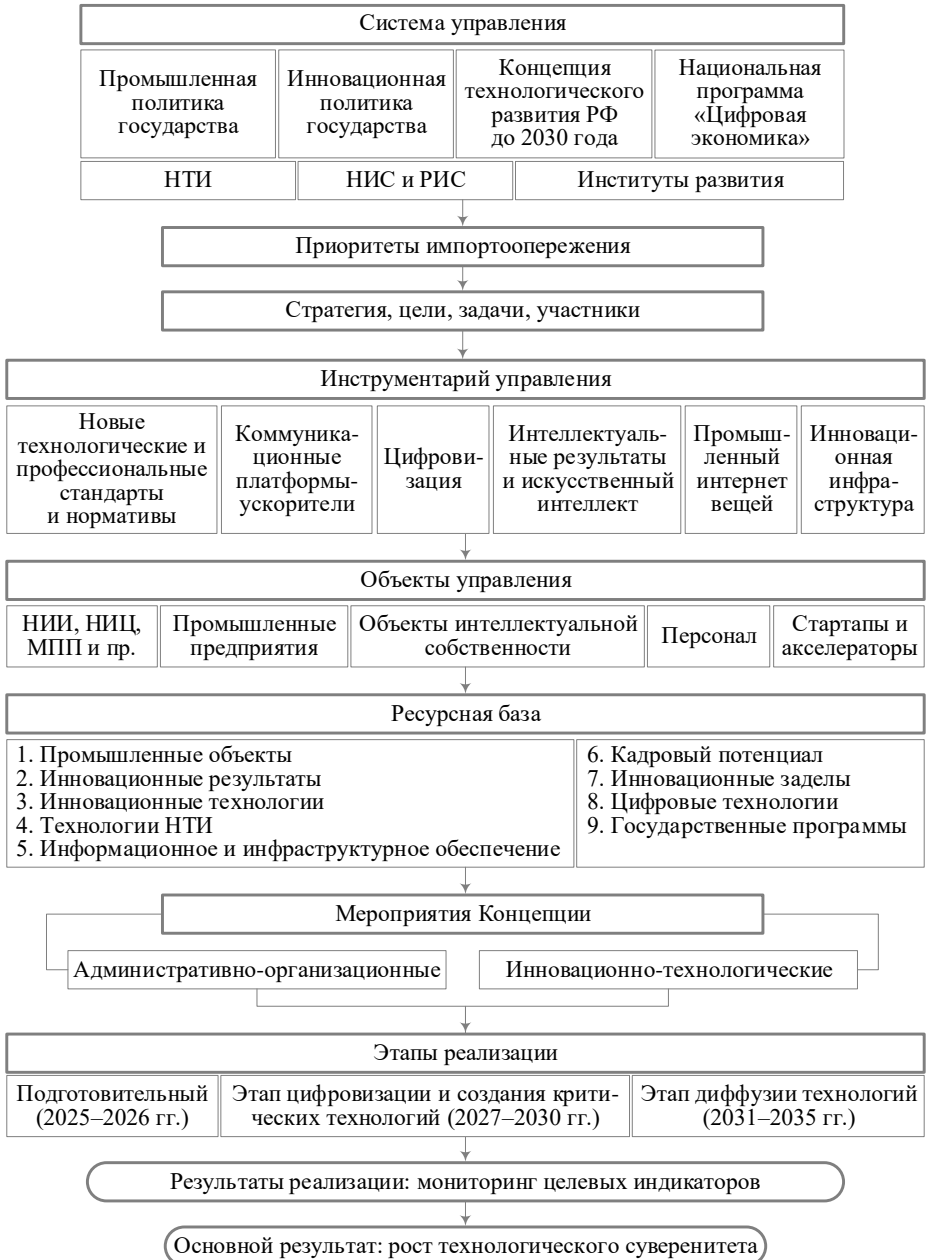 Система управления
Промышленная
политика
государства
Инновационная
политика
государства
Концепция
технологического
развития РФ
до 2030 года
Национальная
программа
«Цифровая
экономика»
НТИ
НИС и РИС
Институты развития
Приоритеты импортоопережения
Стратегия, цели, задачи, участники
Инструментарий управления
Новые
технологические и
профессиональные
стандарты
и нормативы
Коммуника-
ционные
платформы-
ускорители
Цифрови-
зация
Интеллектуаль-
ные результаты
и искусственный
интеллект
Промыш-
ленный
интернет
вещей
Инноваци-
онная
инфра-
структура
Объекты управления
НИИ, НИЦ,
МПП и пр.
Промышленные
предприятия
Объекты интеллектуальной
собственности
Персонал
Стартапы и
акселераторы
Ресурсная база
1. Промышленные объекты
2. Инновационные результаты
3. Инновационные технологии
4. Технологии НТИ
5. Информационное и инфраструктурное обеспечение
6. Кадровый потенциал
7. Инновационные заделы
8. Цифровые технологии
9. Государственные программы
Мероприятия Концепции
Административно-организационные
Инновационно-технологические
Этапы реализации
Подготовительный
(2025–2026 гг.)
Этап цифровизации и создания крити-
ческих технологий (2027–2030 гг.)
Этап диффузии технологий
(2031–2035 гг.)
Результаты реализации: мониторинг целевых индикаторов
Основной результат: рост технологического суверенитета